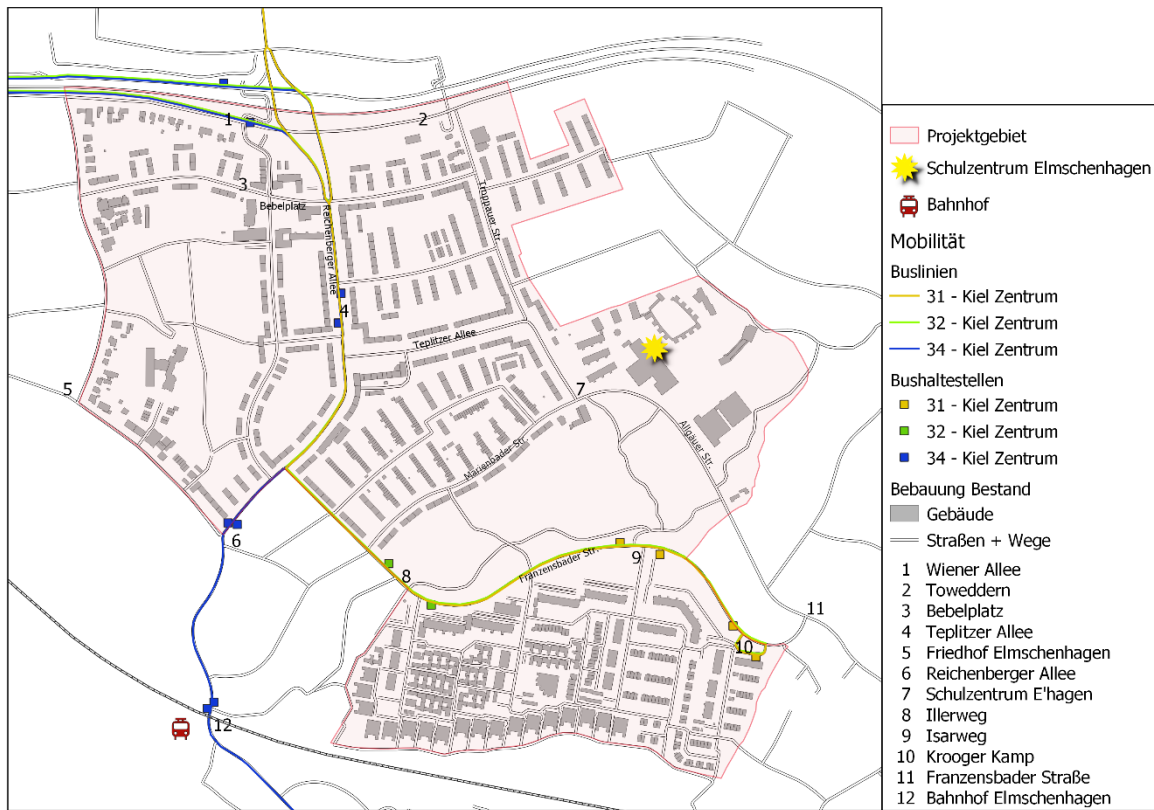 1
2
3
Bebelplatz
Reichenberger Allee
Troppauer Str.
4
Teplitzer Allee
5
7
Marienbader-Str.
Allgäuer Str.
6
8
Franzensbader Str.
9
10
11
12
Projektgebiet
Schulzentrum Elmschenhagen
Bahnhof
Mobilität
Buslinien
31 - Kiel Zentrum
32 - Kiel Zentrum
34 - Kiel Zentrum
Bushaltestellen
31 - Kiel Zentrum
32 - Kiel Zentrum
34 - Kiel Zentrum
Bebauung Bestand
Gebäude
Straßen + Wege
1 Wiener Allee
2 Toweddern
3 Bebelplatz
4 Teplitzer Allee
5 Friedhof Elmschenhagen
6 Reichenberger Allee
7 Schulzentrum E'hagen
8 Illerweg
9 Isarweg
10 Krooger Kamp
11 Franzensbader Straße
12 Bahnhof Elmschenhagen